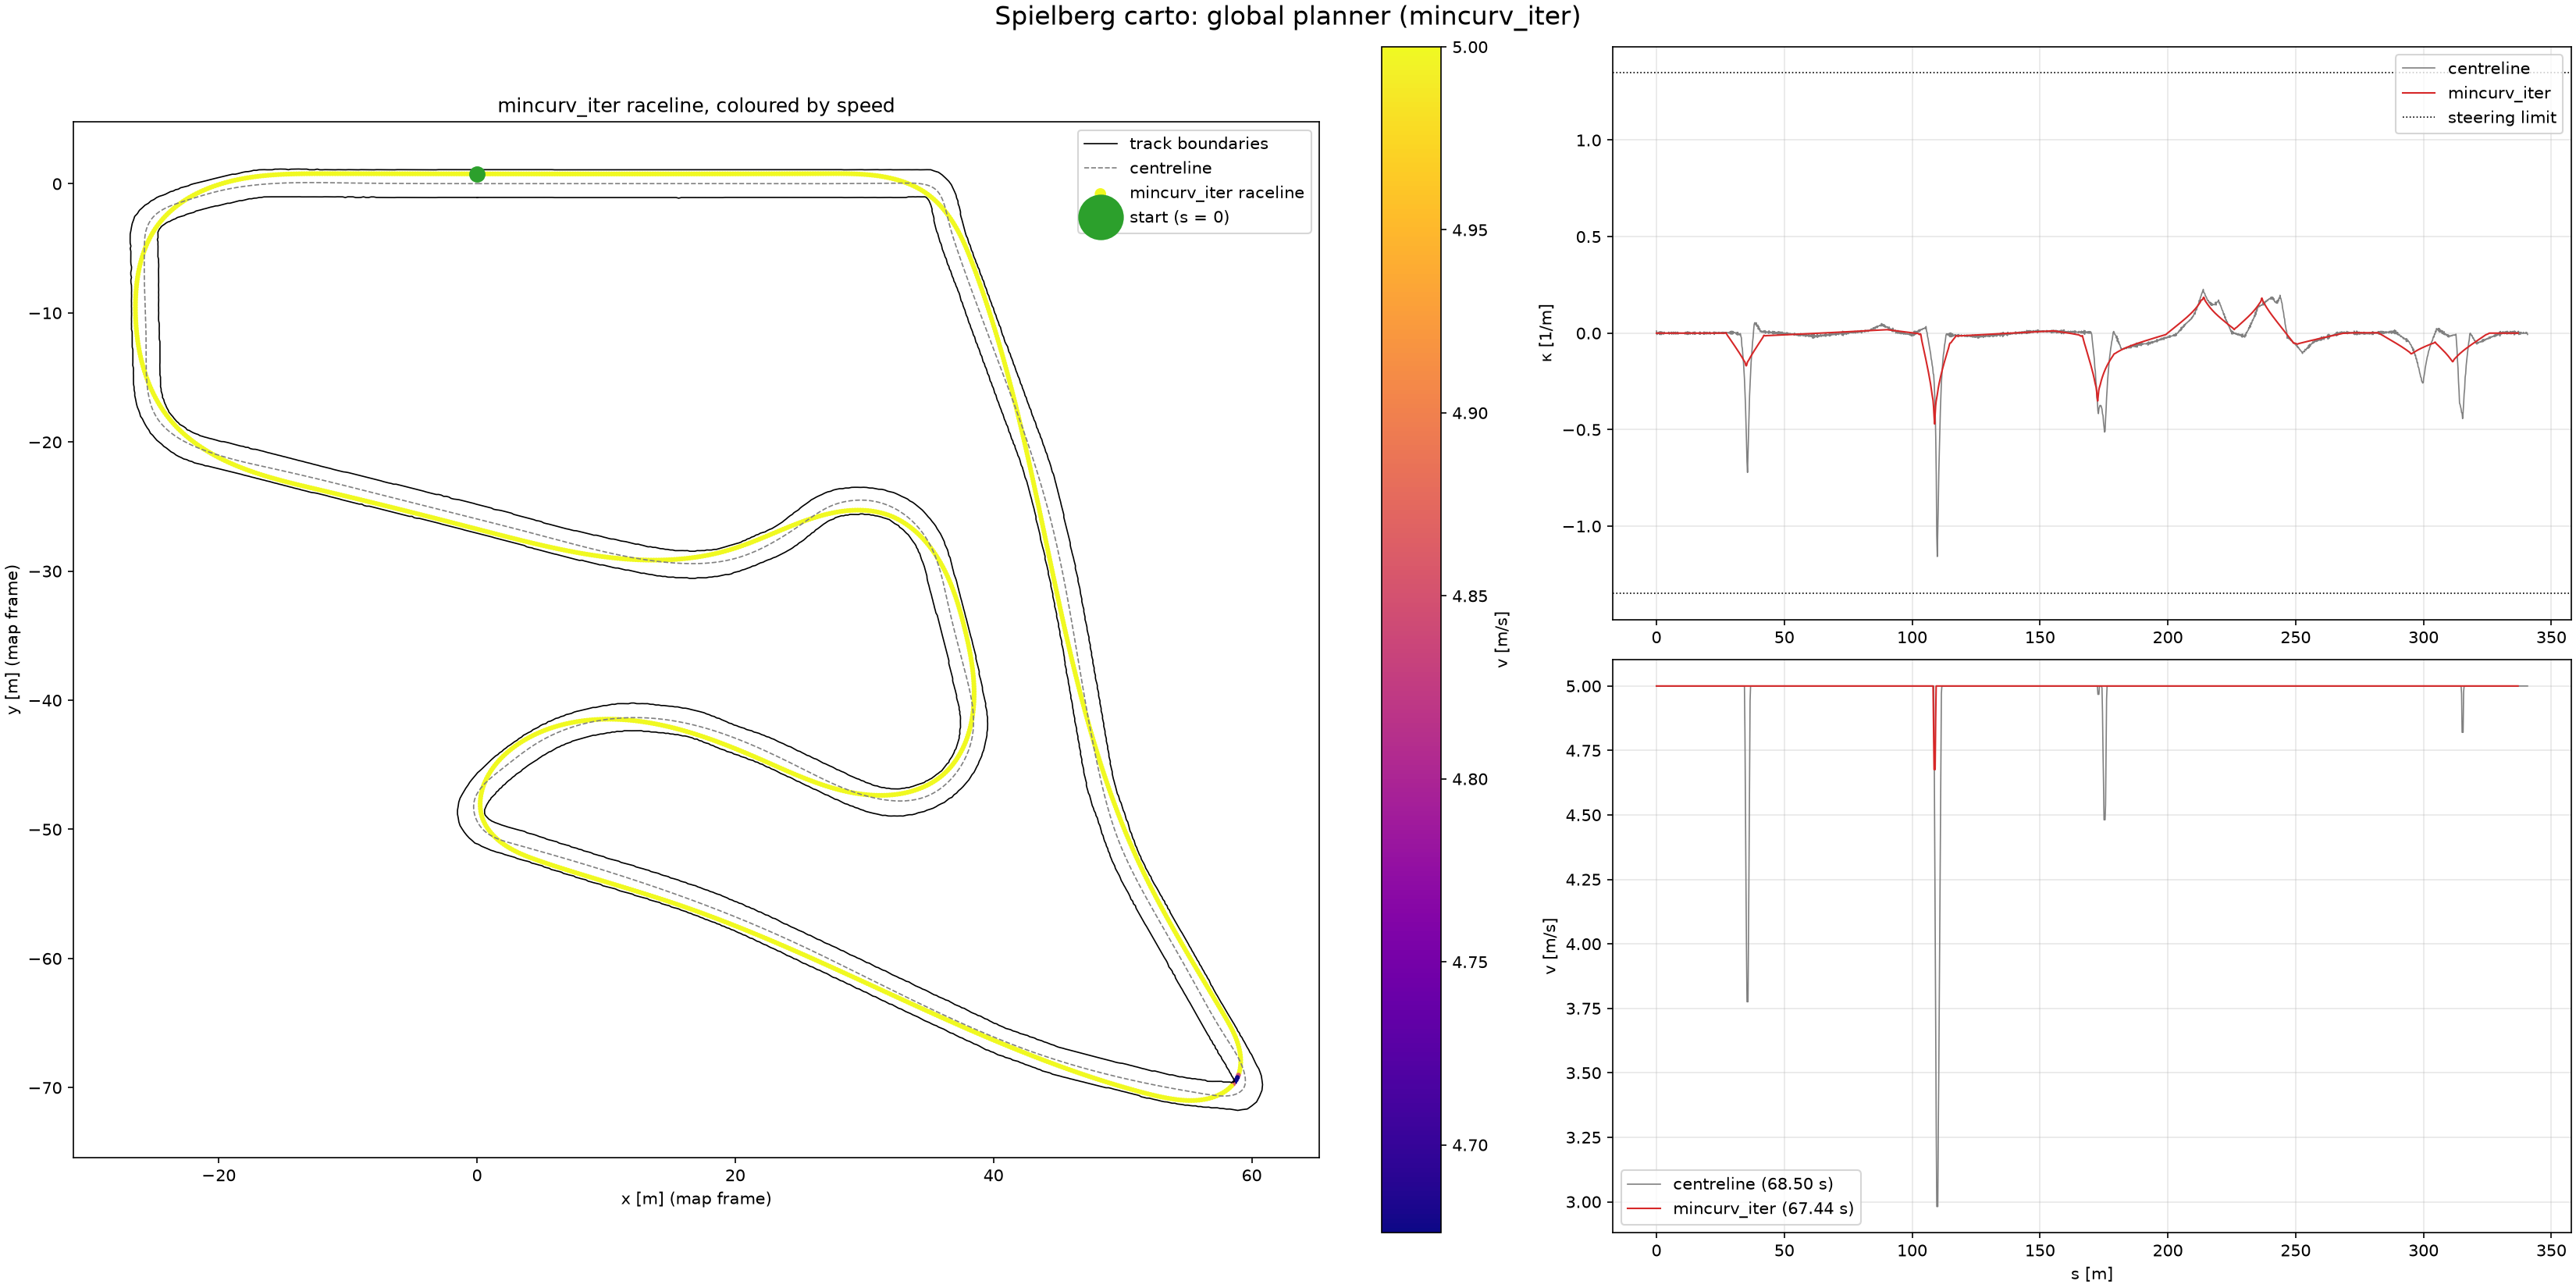 Spielberg carto: global planner (mincurv_iter)
mincurv_iter raceline, coloured by speed
track boundaries
centreline
mincurv_iter raceline
start (s = 0)
0
−10
−20
−30
−40
−50
−60
−70
y [m] (map frame)
−20
0
20
40
60
x [m] (map frame)
5.00
4.95
4.90
4.85
4.80
4.75
4.70
v [m/s]
centreline
mincurv_iter
steering limit
1.0
0.5
0.0
−0.5
−1.0
κ [1/m]
0
50
100
150
200
250
300
350
5.00
4.75
4.50
4.25
4.00
3.75
3.50
3.25
3.00
v [m/s]
centreline (68.50 s)
mincurv_iter (67.44 s)
0
50
100
150
200
250
300
350
s [m]